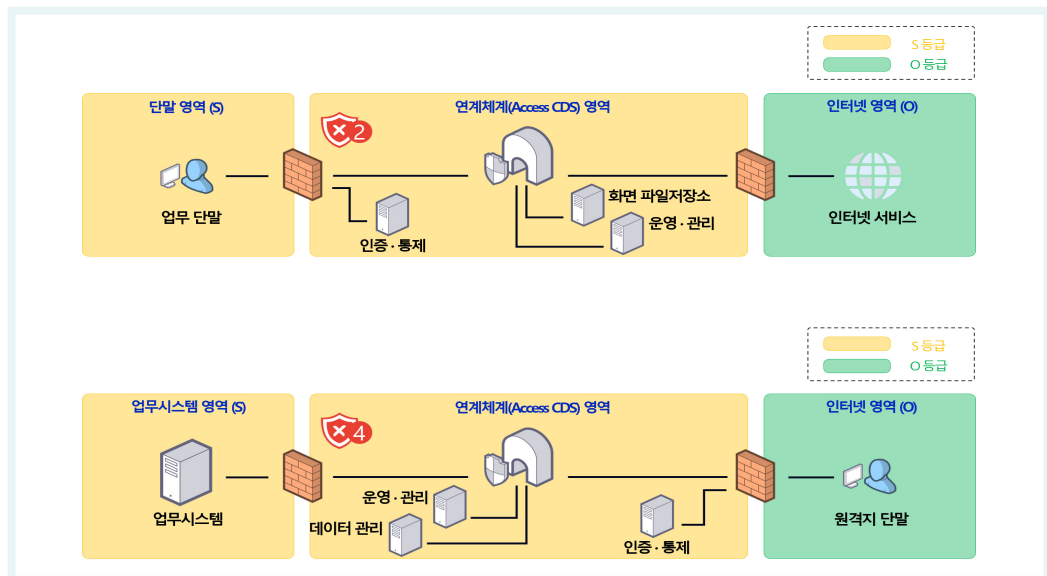 S 등급
O 등급
단말 영역 (S)
연계체계(Access CDS) 영역
인터넷 영역 (O)
2
업무 단말
인증 · 통제
화면 파일저장소
운영 · 관리
인터넷 서비스
S 등급
O 등급
업무시스템 영역 (S)
연계체계(Access CDS) 영역
인터넷 영역 (O)
4
업무시스템
운영 · 관리
데이터 관리
인증 · 통제
원격지 단말